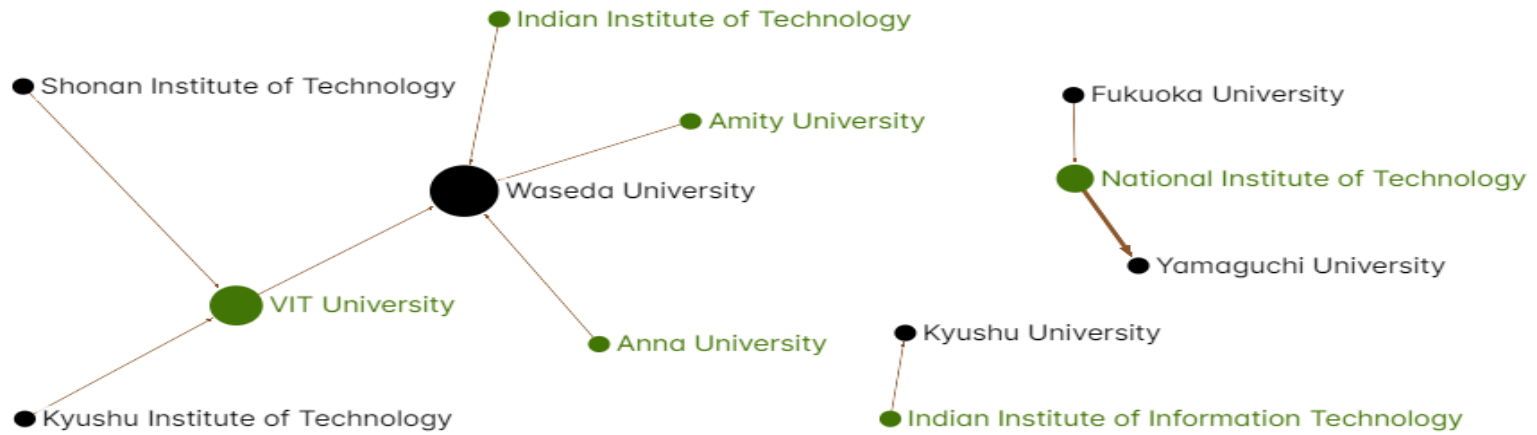 Indian Institute of Technology
Shonan Institute of Technology
Fukuoka University
Amity University
National Institute of Technology
Waseda University
Yamaguchi University
VIT University
Kyushu University
Anna University
Kyushu Institute of Technology
Indian Institute of Information Technology